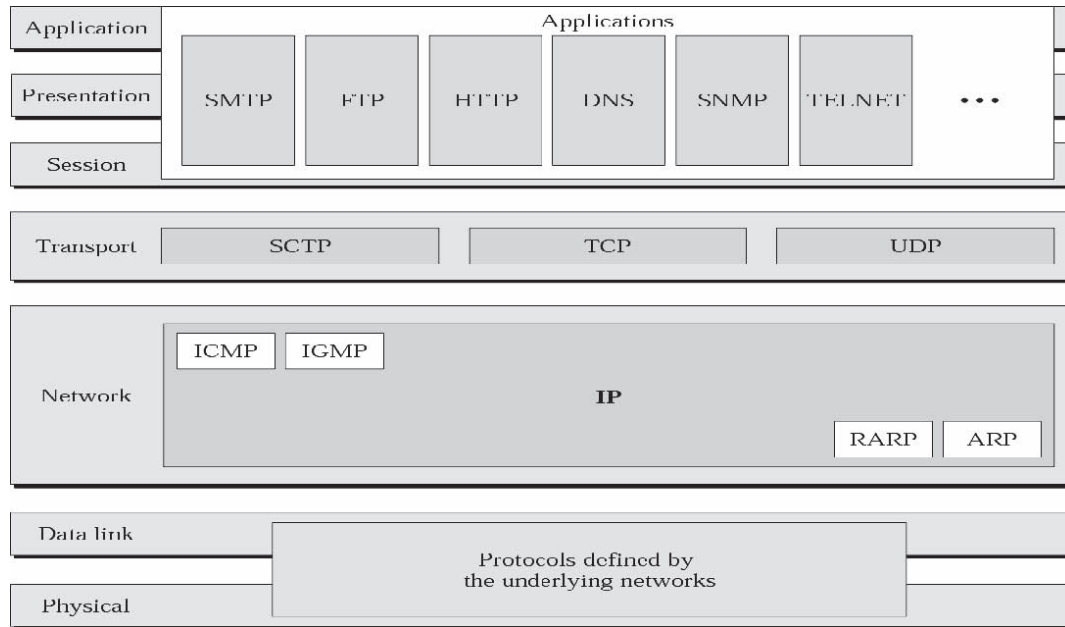 Applications
Application
Presentation
SMTP FTP HTTP DNS SNMP TELNET ...
Session
Transport SCTP TCP UDP
ICMP IGMP
Network IP
RARP ARP
Data link
Protocols defined by
the underlying networks
Physical